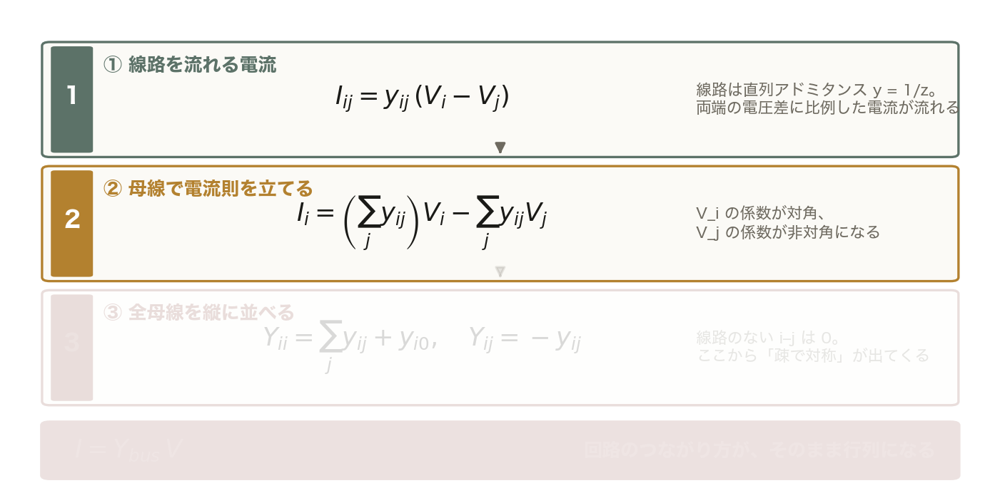 ① 線路を流れる電流
1
I_{ij} = y_{ij} (V_i − V_j)
線路は直列アドミタンス y = 1/z。
両端の電圧差に比例した電流が流れる
② 母線で電流則を立てる
2
I_i = (∑_j y_{ij}) V_i − ∑_j y_{ij} V_j
V_i の係数が対角、
V_j の係数が非対角になる
③ 全母線を縦に並べる
3
Y_{ii} = ∑_j y_{ij} + y_{i0},  Y_{ij} = − y_{ij}
線路のない i–j は 0。
ここから「疎で対称」が出てくる
I = Y_{bus} V
回路のつながり方が、そのまま行列になる